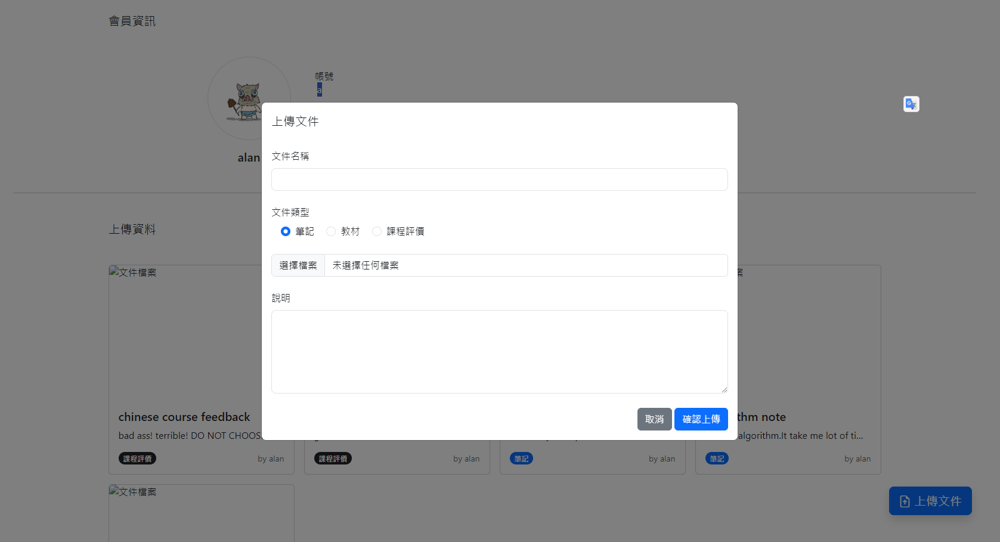 會員資訊
帳號
a
alan
上傳文件
文件名稱
文件類型
筆記 教材 課程評價
選擇檔案 未選擇任何檔案
說明
取消 確認上傳
上傳資料
文件檔案
案
chinese course feedback
thm note
bad ass! terrible! DO NOT CHOOS
algorithm.It take me lot of ti...
課程評價 by alan
課程評價 by alan
筆記 by alan
筆記 by alan
文件檔案
上傳文件